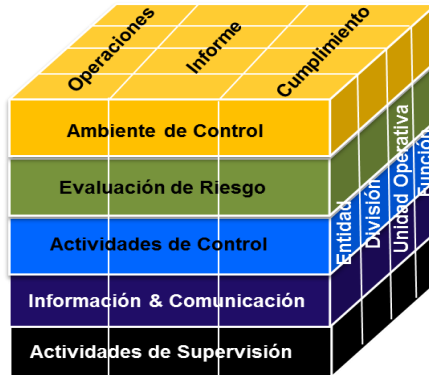 Operaciones
Informe
Cumplimiento
Ambiente de Control
Evaluación de Riesgo
Actividades de Control
Información & Comunicación
Actividades de Supervisión
Entidad
División
Unidad Operativa
Función